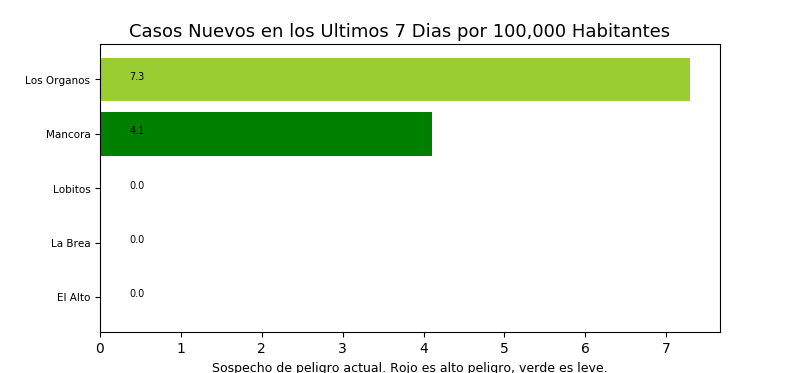 Casos Nuevos en los Ultimos 7 Dias por 100,000 Habitantes
Los Organos 7.3
Mancora 4.1
Lobitos 0.0
La Brea 0.0
El Alto 0.0
0 1 2 3 4 5 6 7
Sospecho de peligro actual. Rojo es alto peligro, verde es leve.